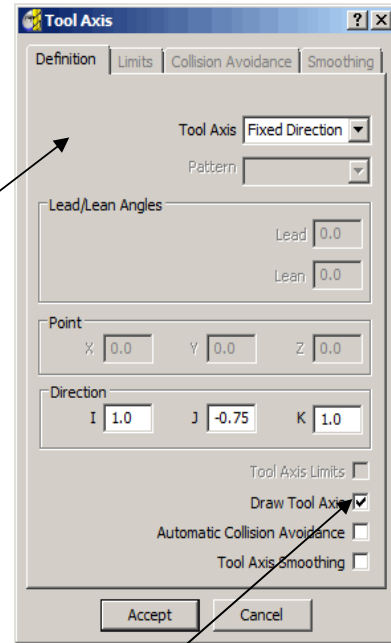 Tool Axis
Definition Limits Collision Avoidance Smoothing
Tool Axis Fixed Direction
Pattern
Lead/Lean Angles
Lead 0.0
Lean 0.0
Point
X 0.0 Y 0.0 Z 0.0
Direction
I 1.0 J -0.75 K 1.0
Tool Axis Limits
Draw Tool Axis
Automatic Collision Avoidance
Tool Axis Smoothing
Accept Cancel